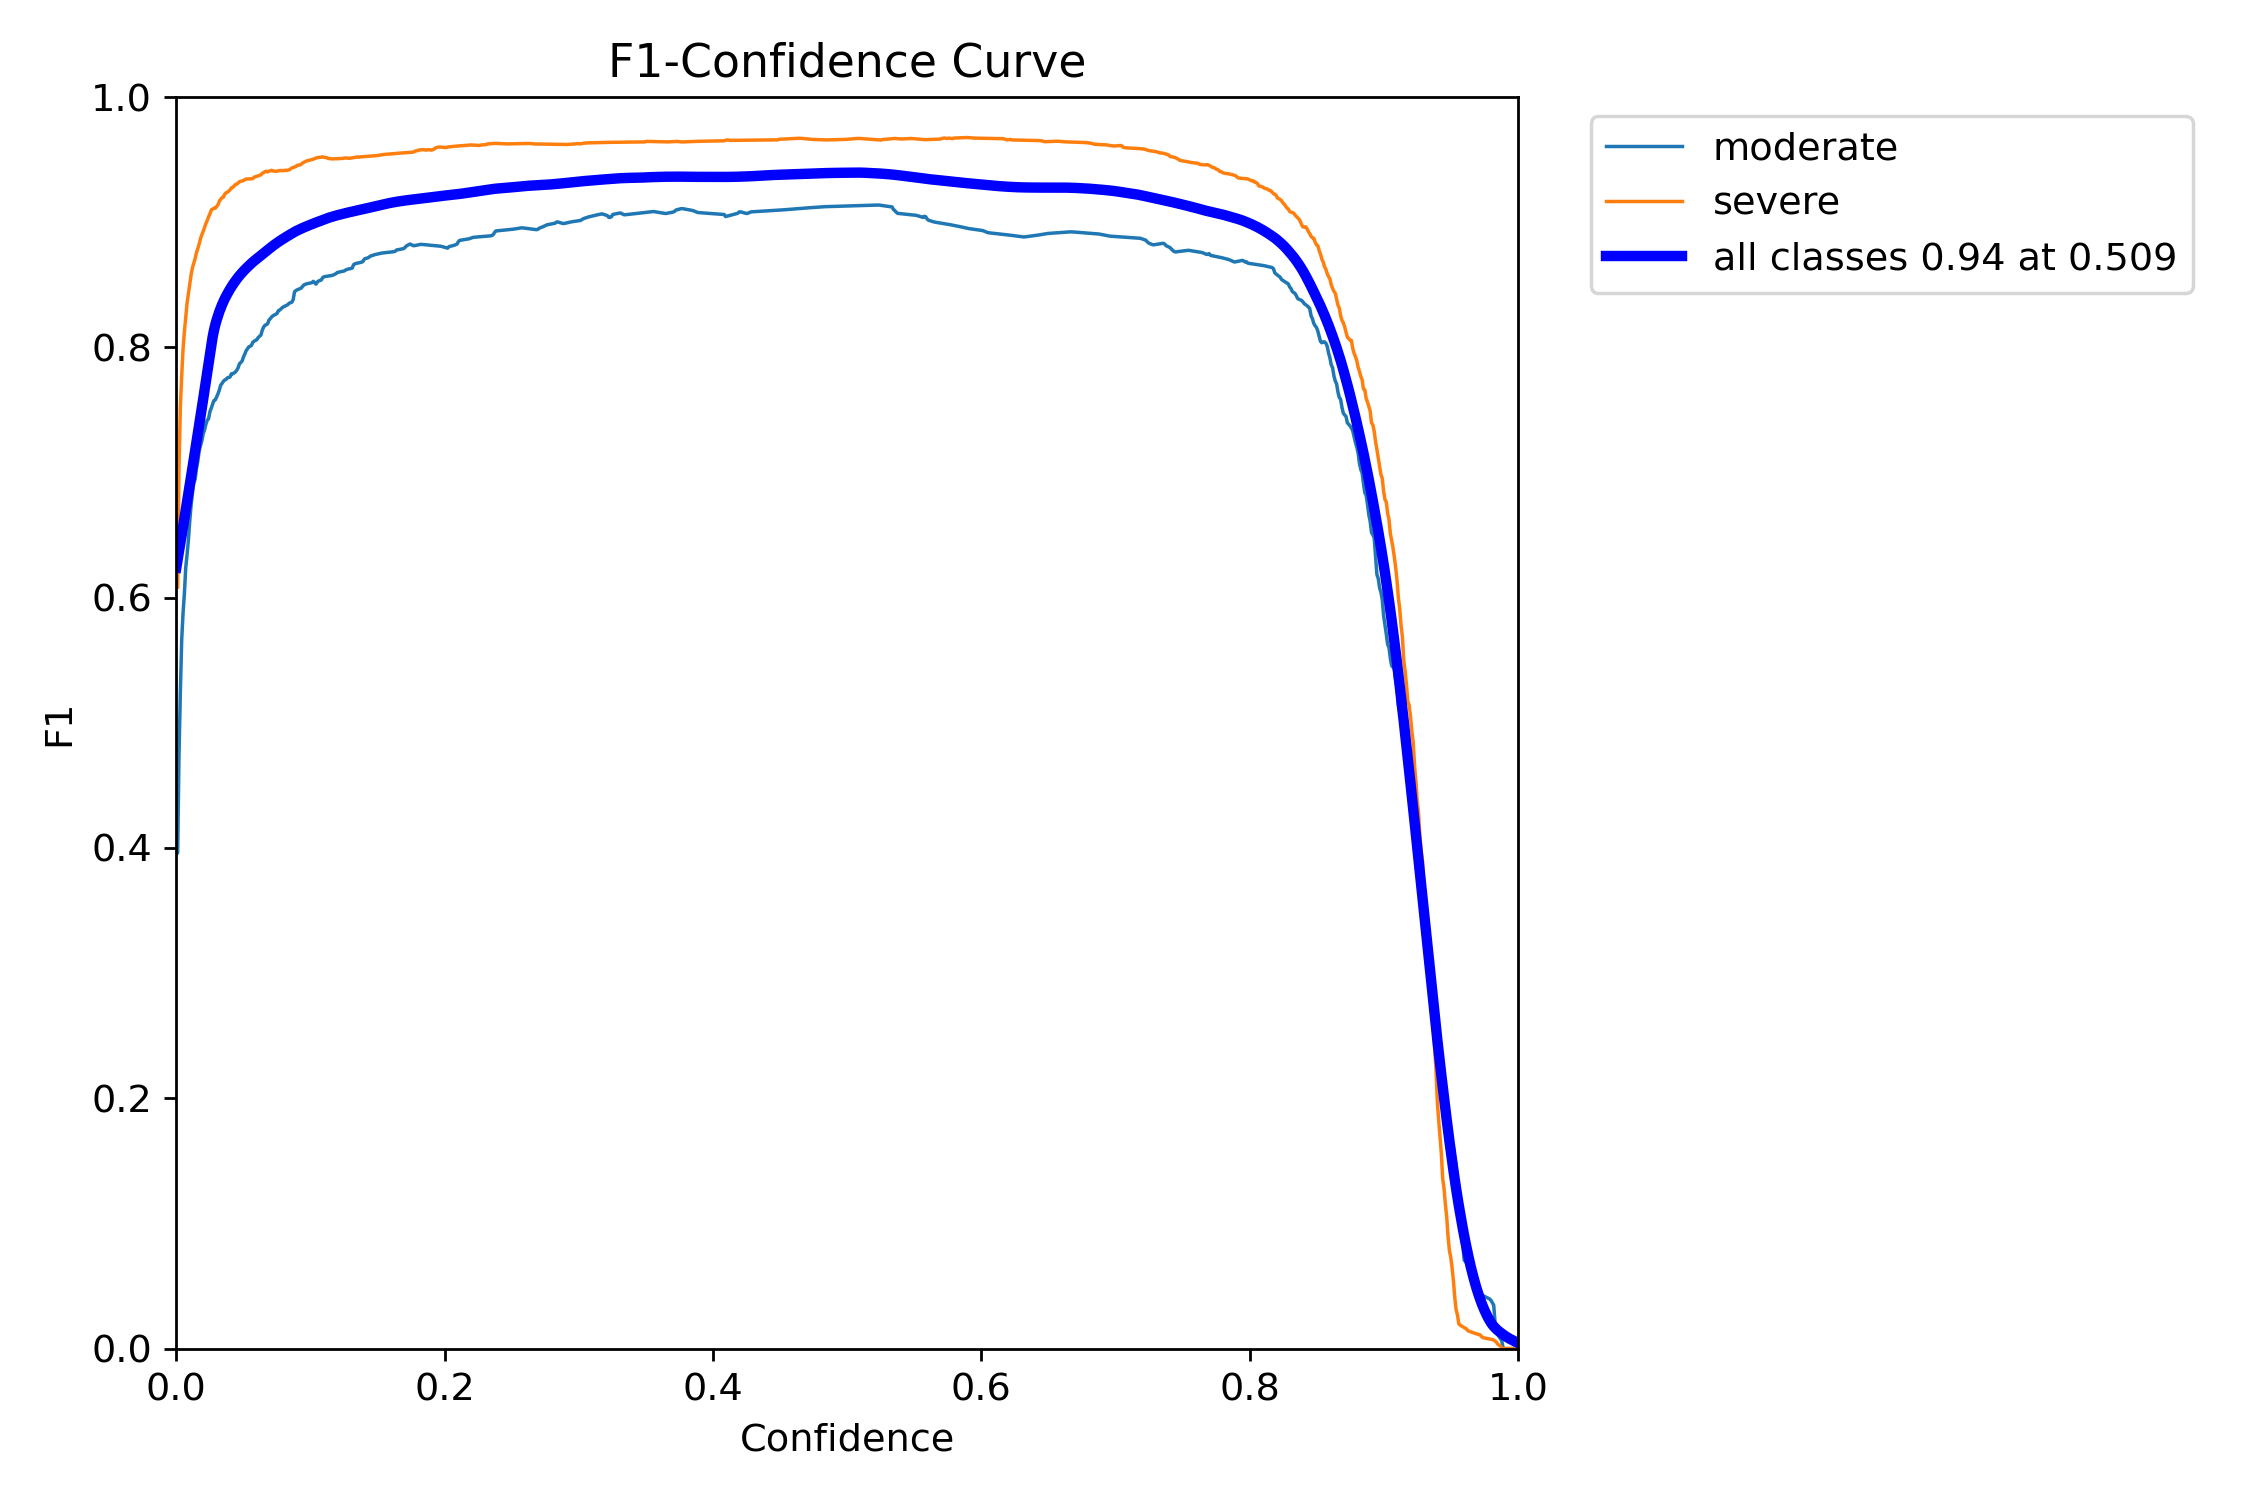 F1-Confidence Curve
moderate
severe
all classes 0.94 at 0.509
1.0
0.8
0.6
0.4
0.2
0.0
F1
0.0 0.2 0.4 0.6 0.8 1.0
Confidence